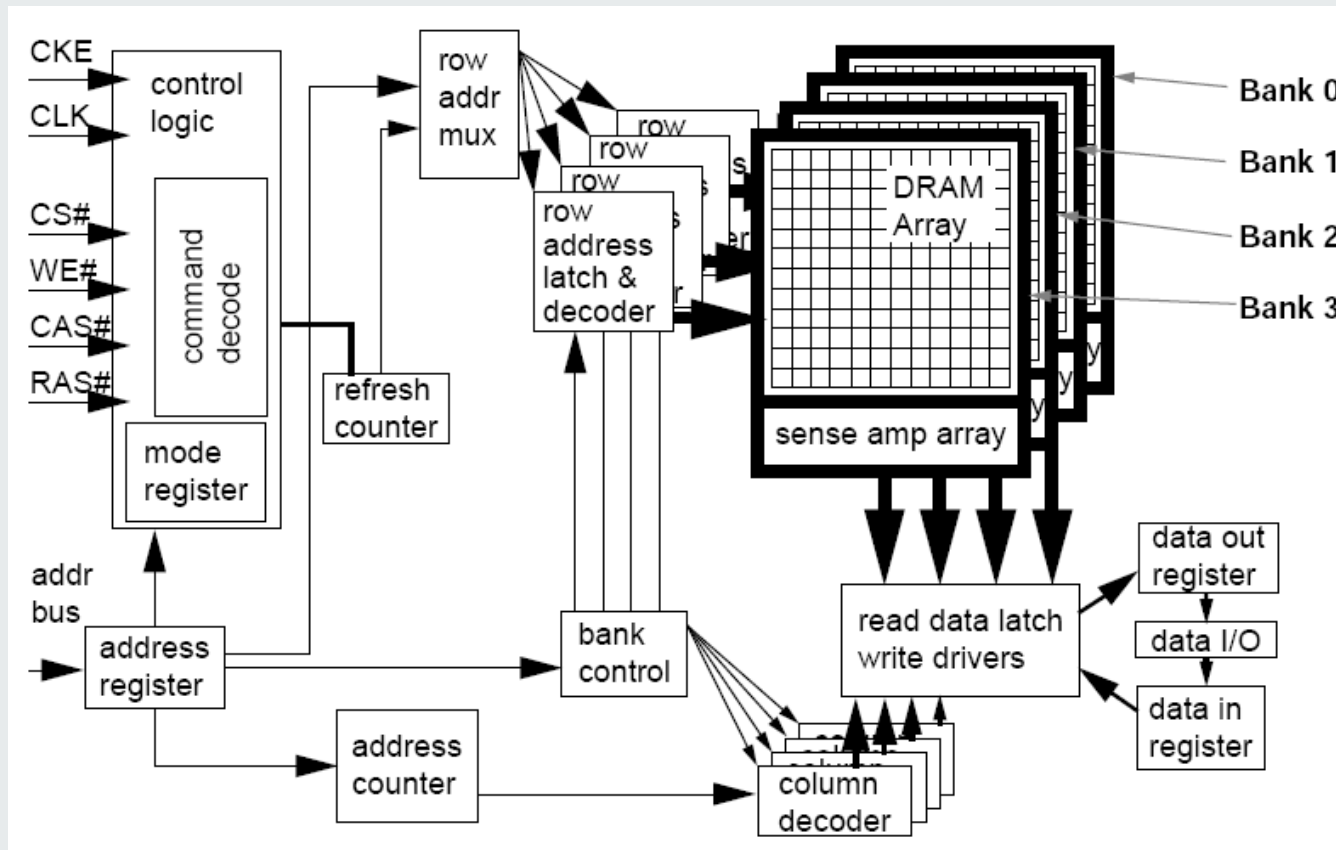 CKE
CLK
CS#
WE#
CAS#
RAS#
control
logic
command
decode
mode
register
addr
bus
address
register
refresh
counter
row
addr
mux
row
row
row
row
address
latch &
decoder
s
s
s
er
r
DRAM
Array
sense amp array
y
y
y
Bank 0
Bank 1
Bank 2
Bank 3
bank
control
address
counter
column
column
decoder
read data latch
write drivers
data out
register
data I/O
data in
register